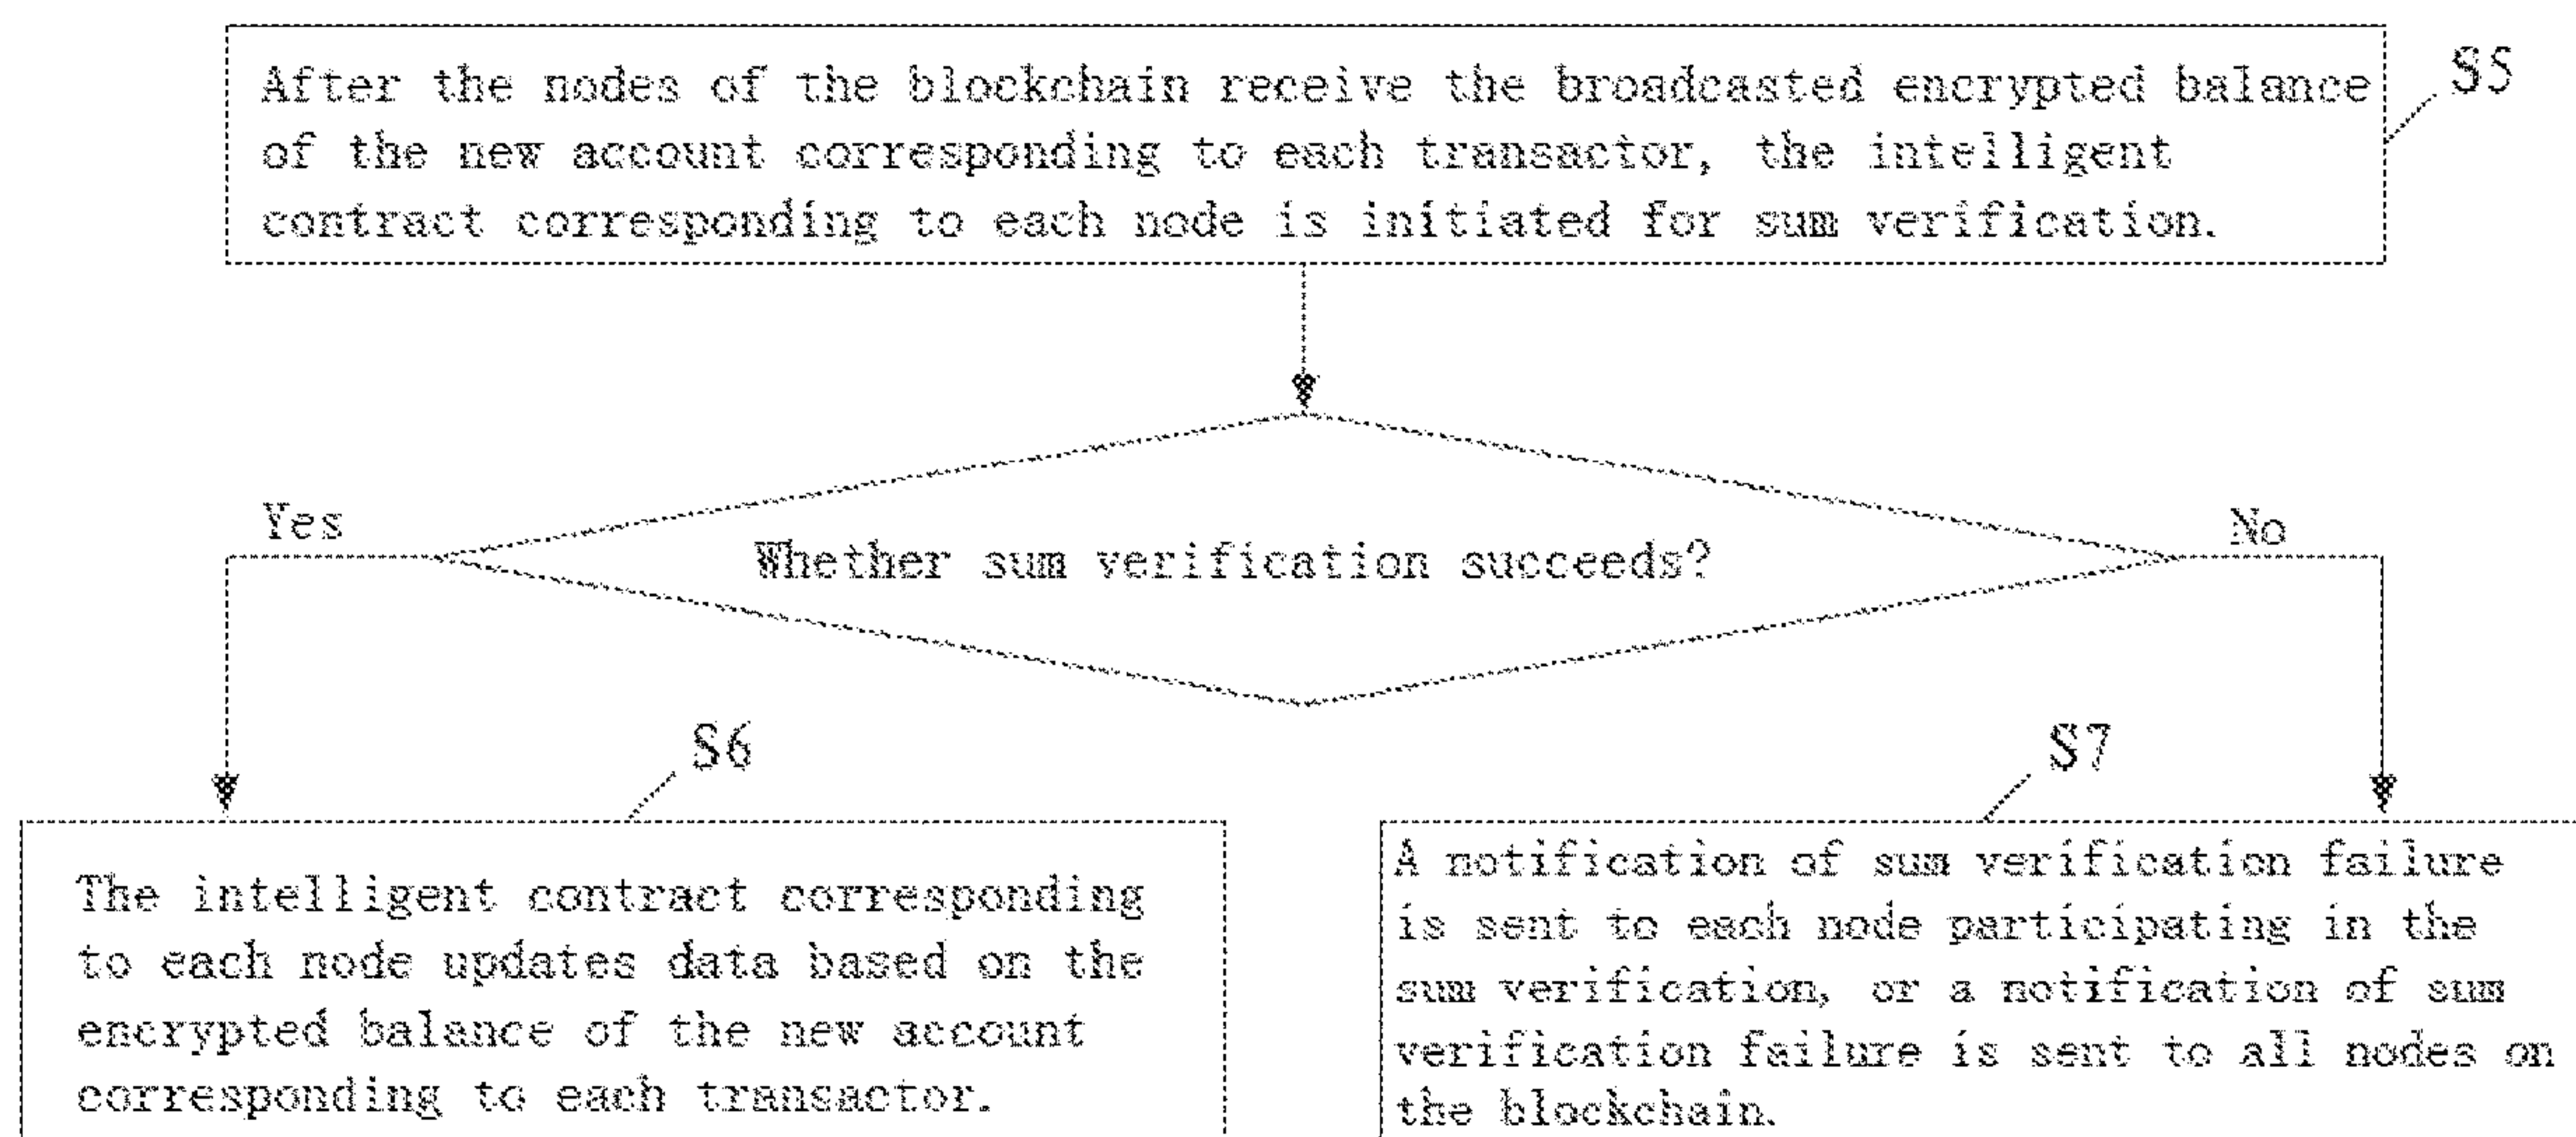 After the nodes of the blockchain receive the broadcasted encrypted balance
of the new account corresponding to each transactor, the intelligent
contract corresponding to each node is initiated for sum verification.
S5
Yes
Whether sum verification succeeds?
No
S6
S7
The intelligent contract corresponding
to each node updates data based on the
encrypted balance of the new account
corresponding to each transactor.
A notification of sum verification failure
is sent to each node participating in the
sum verification, or a notification of sum
verification failure is sent to all nodes on
the blockchain.